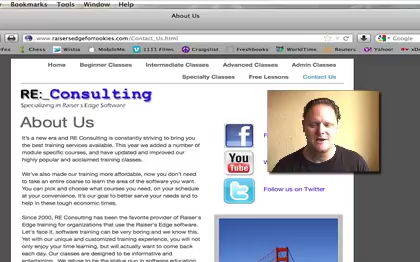 Bookmarks Tools Window Help
About Us
www.raisersedgeforrookies.com/Contact_Us.html
Wikis MobileMe 1111 Films Craigslist FreshBooks WorldTime Reuters Yahoo!
Home Beginner Classes Intermediate Classes Advanced Classes Admin Classes
Specialty Classes Free Lessons Contact Us
RE:_Consulting
Specializing in Raiser's Edge Software
About Us
It's a new era and RE Consulting is constantly striving to bring you
the best training services available. This year we added a number of
module specific courses, and have updated and improved our
highly popular and acclaimed training classes.
We've also made our training more affordable, now you don't need
to take an entire course to learn the area of the software you want.
You can pick and choose what courses you need, on your schedule
at your convenience. It's our goal to better serve your needs and to
help in these tough economic times.
Since 2000, RE Consulting has been the favorite provider of Raiser's
Edge training for organizations that use the Raiser's Edge software.
Let's face it, software training can be very boring and we know this.
Yet with our unique and customized training experience, you will not
only enjoy your time learning, but will actually want to come back each
day. Our classes are designed to be informative and
f
You
Tube
t
Follow us on Twitter